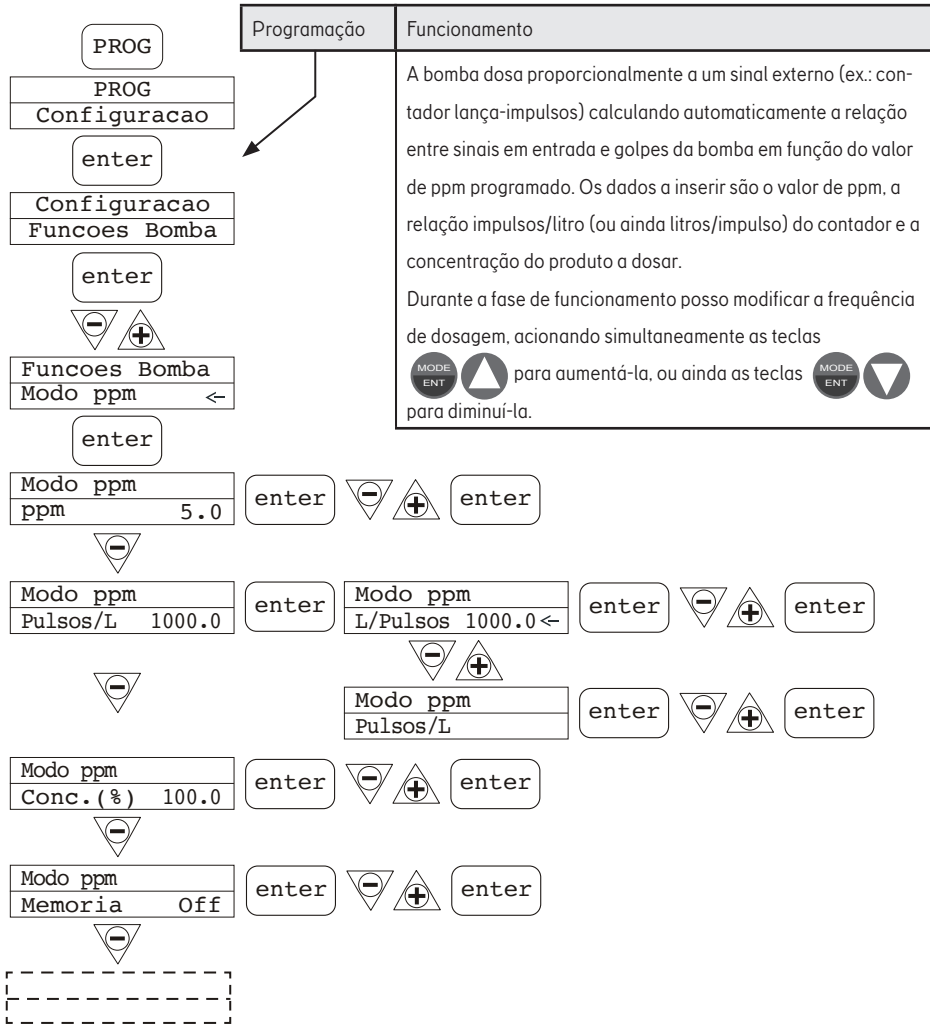 PROG
Programação Funcionamento
PROG
Configuracao
enter
Configuracao
Funcoes Bomba
enter
Funcoes Bomba
Modo ppm <-
enter
A bomba dosa proporcionalmente a um sinal externo (ex.: con-
tador lança-impulsos) calculando automaticamente a relação
entre sinais em entrada e golpes da bomba em função do valor
de ppm programado. Os dados a inserir são o valor de ppm, a
relação impulsos/litro (ou ainda litros/impulso) do contador e a
concentração do produto a dosar.
Durante a fase de funcionamento posso modificar a frequência
de dosagem, acionando simultaneamente as teclas
MODE
ENT
para aumentá-la, ou ainda as teclas
MODE
ENT
para diminuí-la.
Modo ppm
ppm 5.0
enter
enter
Modo ppm
Pulsos/L 1000.0
enter
Modo ppm
L/Pulsos 1000.0<-
enter
enter
Modo ppm
Pulsos/L
enter
enter
Modo ppm
Conc.(%) 100.0
enter
enter
Modo ppm
Memoria Off
enter
enter